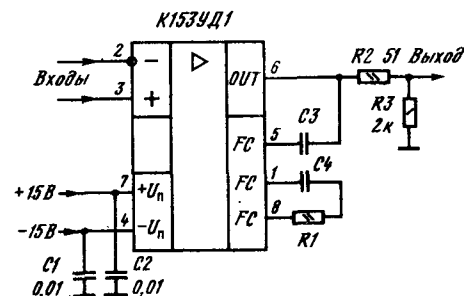 К153УД1
2
−
▷
OUT
6
R2 51 Выход
Входы
3
+
R3
2к
C3
FC
5
C4
FC
1
+15В
7
+Uп
FC
8
−15В
4
−Uп
R1
C1
C2
0,01
0,01